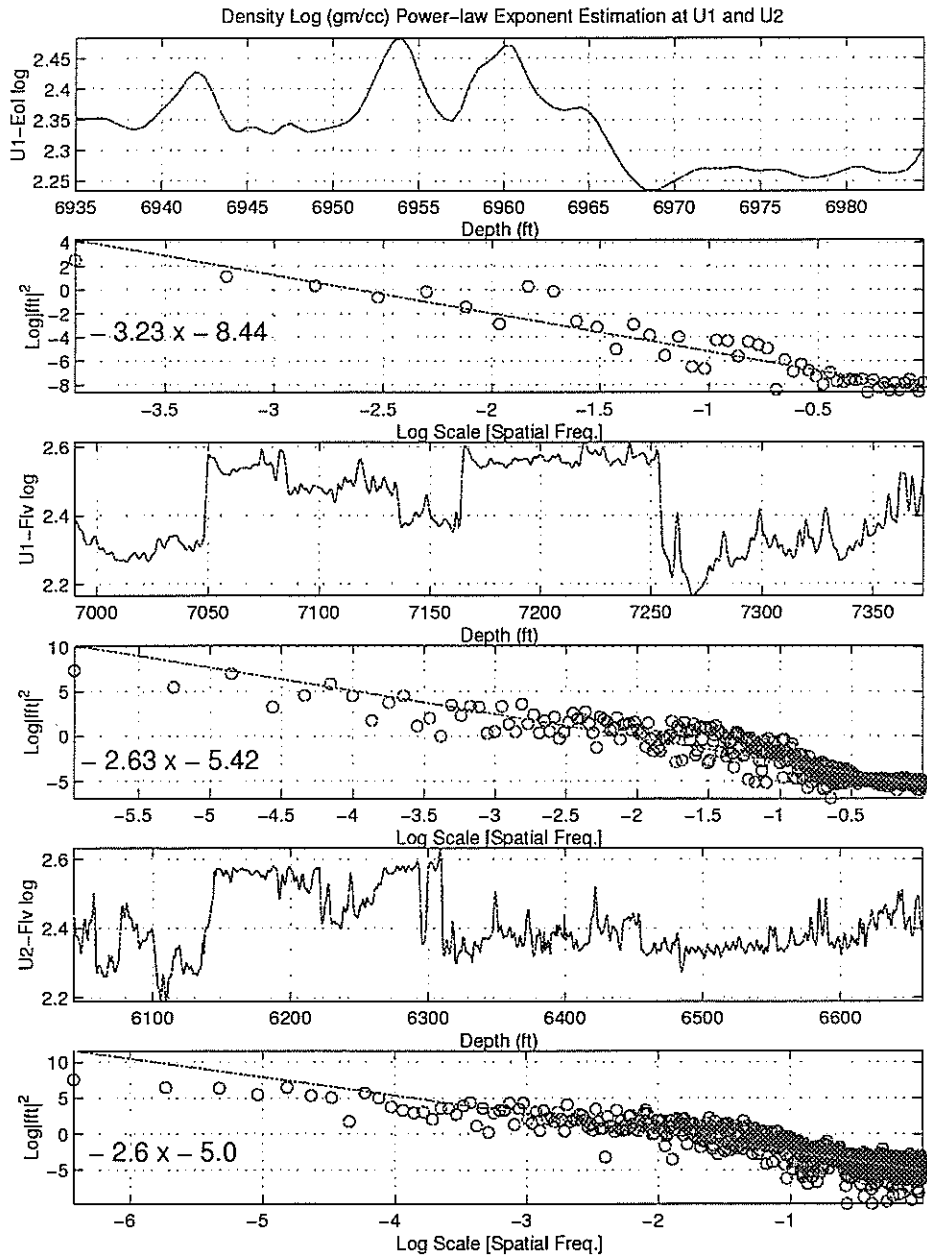 Density Log (gm/cc) Power-law Exponent Estimation at U1 and U2
U1-Eol log
2.45
2.4
2.35
2.3
2.25
6935 6940 6945 6950 6955 6960 6965 6970 6975 6980
Depth (ft)
Log|fft|²
4
2
0
−2
−4
−6
−8
− 3.23 x − 8.44
−3.5 −3 −2.5 −2 −1.5 −1 −0.5
Log Scale [Spatial Freq.]
U1-Flv log
2.6
2.4
2.2
7000 7050 7100 7150 7200 7250 7300 7350
Depth (ft)
Log|fft|²
10
5
0
−5
− 2.63 x − 5.42
−5.5 −5 −4.5 −4 −3.5 −3 −2.5 −2 −1.5 −1 −0.5
Log Scale [Spatial Freq.]
U2-Flv log
2.6
2.4
2.2
6100 6200 6300 6400 6500 6600
Depth (ft)
Log|fft|²
10
5
0
−5
− 2.6 x − 5.0
−6 −5 −4 −3 −2 −1
Log Scale [Spatial Freq.]